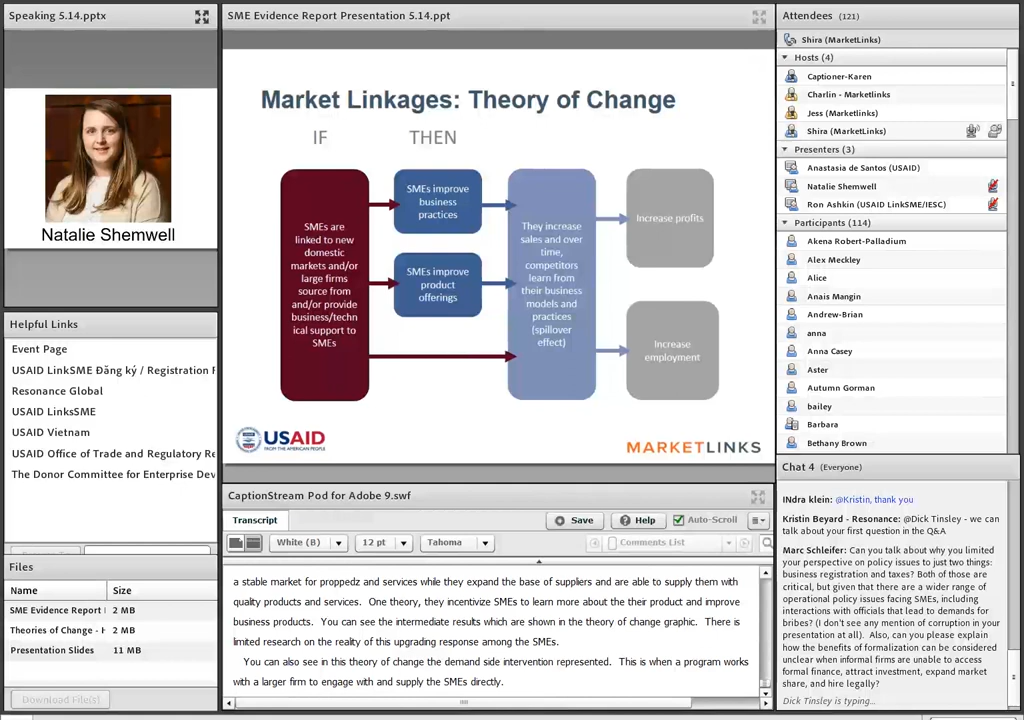 Speaking 5.14.pptx
Natalie Shemwell
Helpful Links
Event Page
USAID LinkSME Đăng ký / Registration F
Resonance Global
USAID LinksSME
USAID Vietnam
USAID Office of Trade and Regulatory Re
The Donor Committee for Enterprise Dev
Files
Name Size
SME Evidence Report 2 MB
Theories of Change - H 2 MB
Presentation Slides 11 MB
Download File(s)
SME Evidence Report Presentation 5.14.ppt
Market Linkages: Theory of Change
IF THEN
SMEs are
linked to new
domestic
markets and/or
large firms
source from
and/or provide
business/techn
ical support to
SMEs
SMEs improve
business
practices
SMEs improve
product
offerings
They increase
sales and over
time,
competitors
learn from
their business
models and
practices
(spillover
effect)
Increase profits
Increase
employment
USAID
FROM THE AMERICAN PEOPLE
MARKETLINKS
CaptionStream Pod for Adobe 9.swf
Transcript
Save
Help
Auto-Scroll
White (B)
12 pt
Tahoma
Comments List
a stable market for proppedz and services while they expand the base of suppliers and are able to supply them with
quality products and services. One theory, they incentivize SMEs to learn more about the their product and improve
business products. You can see the intermediate results which are shown in the theory of change graphic. There is
limited research on the reality of this upgrading response among the SMEs.
You can also see in this theory of change the demand side intervention represented. This is when a program works
with a larger firm to engage with and supply the SMEs directly.
Attendees (121)
Shira (MarketLinks)
Hosts (4)
Captioner-Karen
Charlin - Marketlinks
Jess (Marketlinks)
Shira (MarketLinks)
Presenters (3)
Anastasia de Santos (USAID)
Natalie Shemwell
Ron Ashkin (USAID LinkSME/IESC)
Participants (114)
Akena Robert-Palladium
Alex Meckley
Alice
Anais Mangin
Andrew-Brian
anna
Anna Casey
Aster
Autumn Gorman
bailey
Barbara
Bethany Brown
Chat 4 (Everyone)
INdra klein: @Kristin, thank you
Kristin Beyard - Resonance: @Dick Tinsley - we can
talk about your first question in the Q&A
Marc Schleifer: Can you talk about why you limited
your perspective on policy issues to just two things:
business registration and taxes? Both of those are
critical, but given that there are a wider range of
operational policy issues facing SMEs, including
interactions with officials that lead to demands for
bribes? (I don't see any mention of corruption in your
presentation at all). Also, can you please explain
how the benefits of formalization can be considered
unclear when informal firms are unable to access
formal finance, attract investment, expand market
share, and hire legally?
Dick Tinsley is typing...